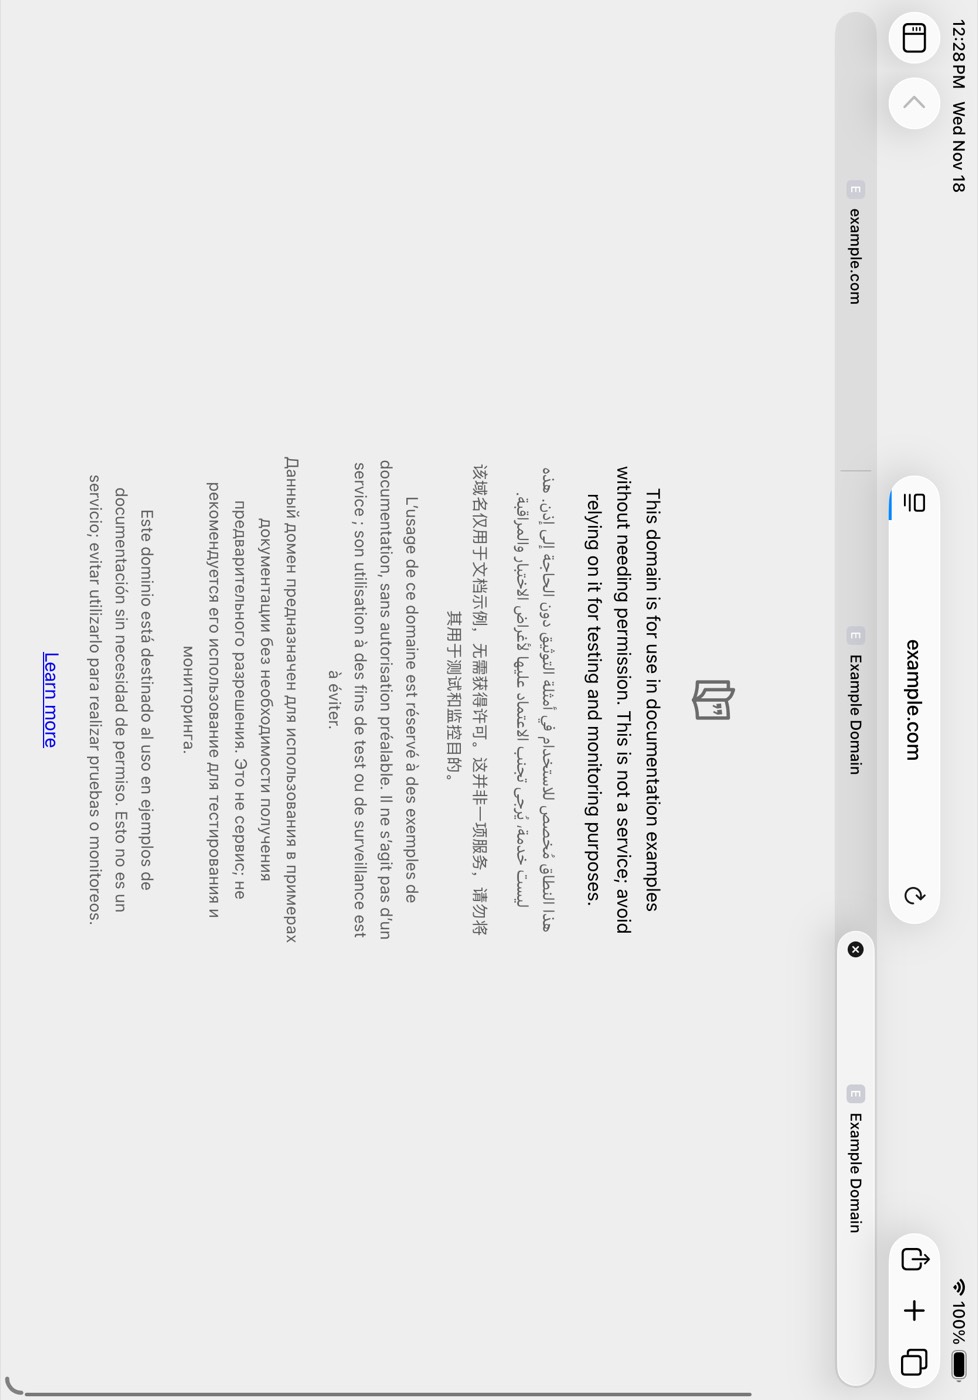 12:28 PM Wed Nov 18
100%
example.com
E example.com
E Example Domain
E Example Domain
This domain is for use in documentation examples
without needing permission. This is not a service; avoid
relying on it for testing and monitoring purposes.
هذا النطاق مُخصص للاستخدام في أمثلة التوثيق دون الحاجة إلى إذن. هذه
ليست خدمة، يُرجى تجنب الاعتماد عليها لأغراض الاختبار والمراقبة.
该域名仅用于文档示例，无需获得许可。这并非一项服务，请勿将
其用于测试和监控目的。
L’usage de ce domaine est réservé à des exemples de
documentation, sans autorisation préalable. Il ne s’agit pas d’un
service ; son utilisation à des fins de test ou de surveillance est
à éviter.
Данный домен предназначен для использования в примерах
документации без необходимости получения
предварительного разрешения. Это не сервис; не
рекомендуется его использование для тестирования и
мониторинга.
Este dominio está destinado al uso en ejemplos de
documentación sin necesidad de permiso. Esto no es un
servicio; evitar utilizarlo para realizar pruebas o monitoreos.
Learn more